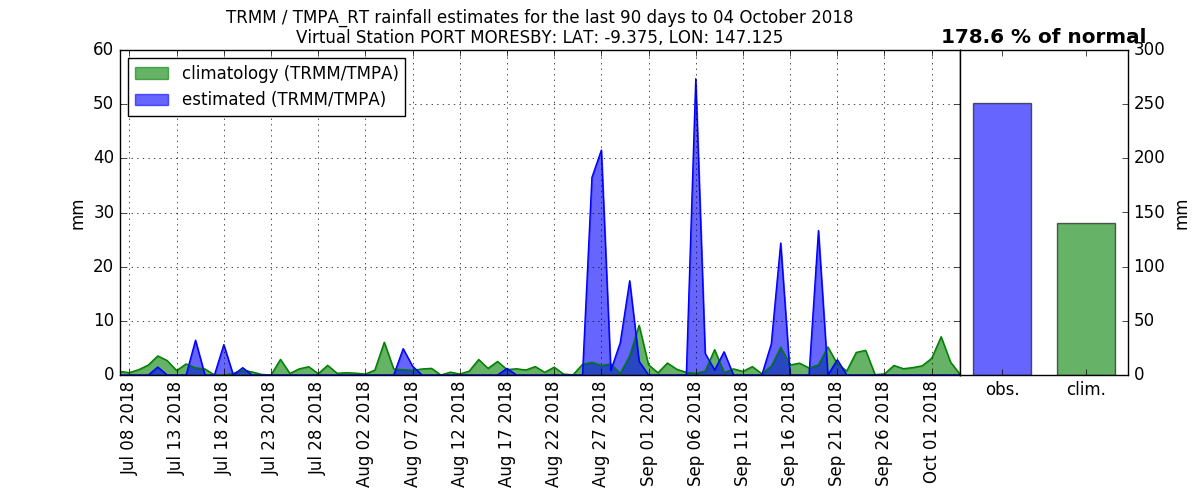 TRMM / TMPA_RT rainfall estimates for the last 90 days to 04 October 2018
Virtual Station PORT MORESBY: LAT: -9.375, LON: 147.125
178.6 % of normal
climatology (TRMM/TMPA)
estimated (TRMM/TMPA)
mm
60
50
40
30
20
10
0
Jul 08 2018
Jul 13 2018
Jul 18 2018
Jul 23 2018
Jul 28 2018
Aug 02 2018
Aug 07 2018
Aug 12 2018
Aug 17 2018
Aug 22 2018
Aug 27 2018
Sep 01 2018
Sep 06 2018
Sep 11 2018
Sep 16 2018
Sep 21 2018
Sep 26 2018
Oct 01 2018
obs.
clim.
300
250
200
150
100
50
0
mm